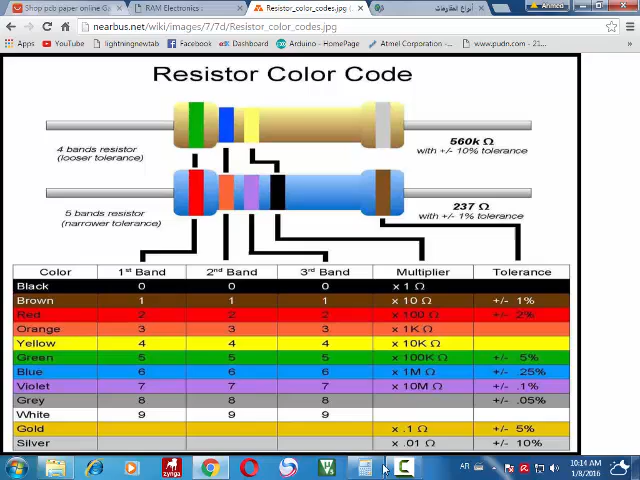 Shop pcb paper online Ga
RAM Electronics :
Resistor_color_codes.jpg (
أنواع المقاومات
Ahmed
nearbus.net/wiki/images/7/7d/Resistor_color_codes.jpg
YouTube lightningnewtab Facebook Dashboard Arduino - HomePage Atmel Corporation - ... www.pudn.com - 21...
Resistor Color Code
4 bands resistor
(looser tolerance)
560k Ω
with +/- 10% tolerance
5 bands resistor
(narrower tolerance)
237 Ω
with +/- 1% tolerance
Color 1st Band 2nd Band 3rd Band Multiplier Tolerance
Black 0 0 0 x 1 Ω
Brown 1 1 1 x 10 Ω +/- 1%
Red 2 2 2 x 100 Ω +/- 2%
Orange 3 3 3 x 1K Ω
Yellow 4 4 4 x 10K Ω
Green 5 5 5 x 100K Ω +/- .5%
Blue 6 6 6 x 1M Ω +/- .25%
Violet 7 7 7 x 10M Ω +/- .1%
Grey 8 8 8 +/- .05%
White 9 9 9
Gold x .1 Ω +/- 5%
Silver x .01 Ω +/- 10%
zynga
AR
10:14 AM
1/8/2016